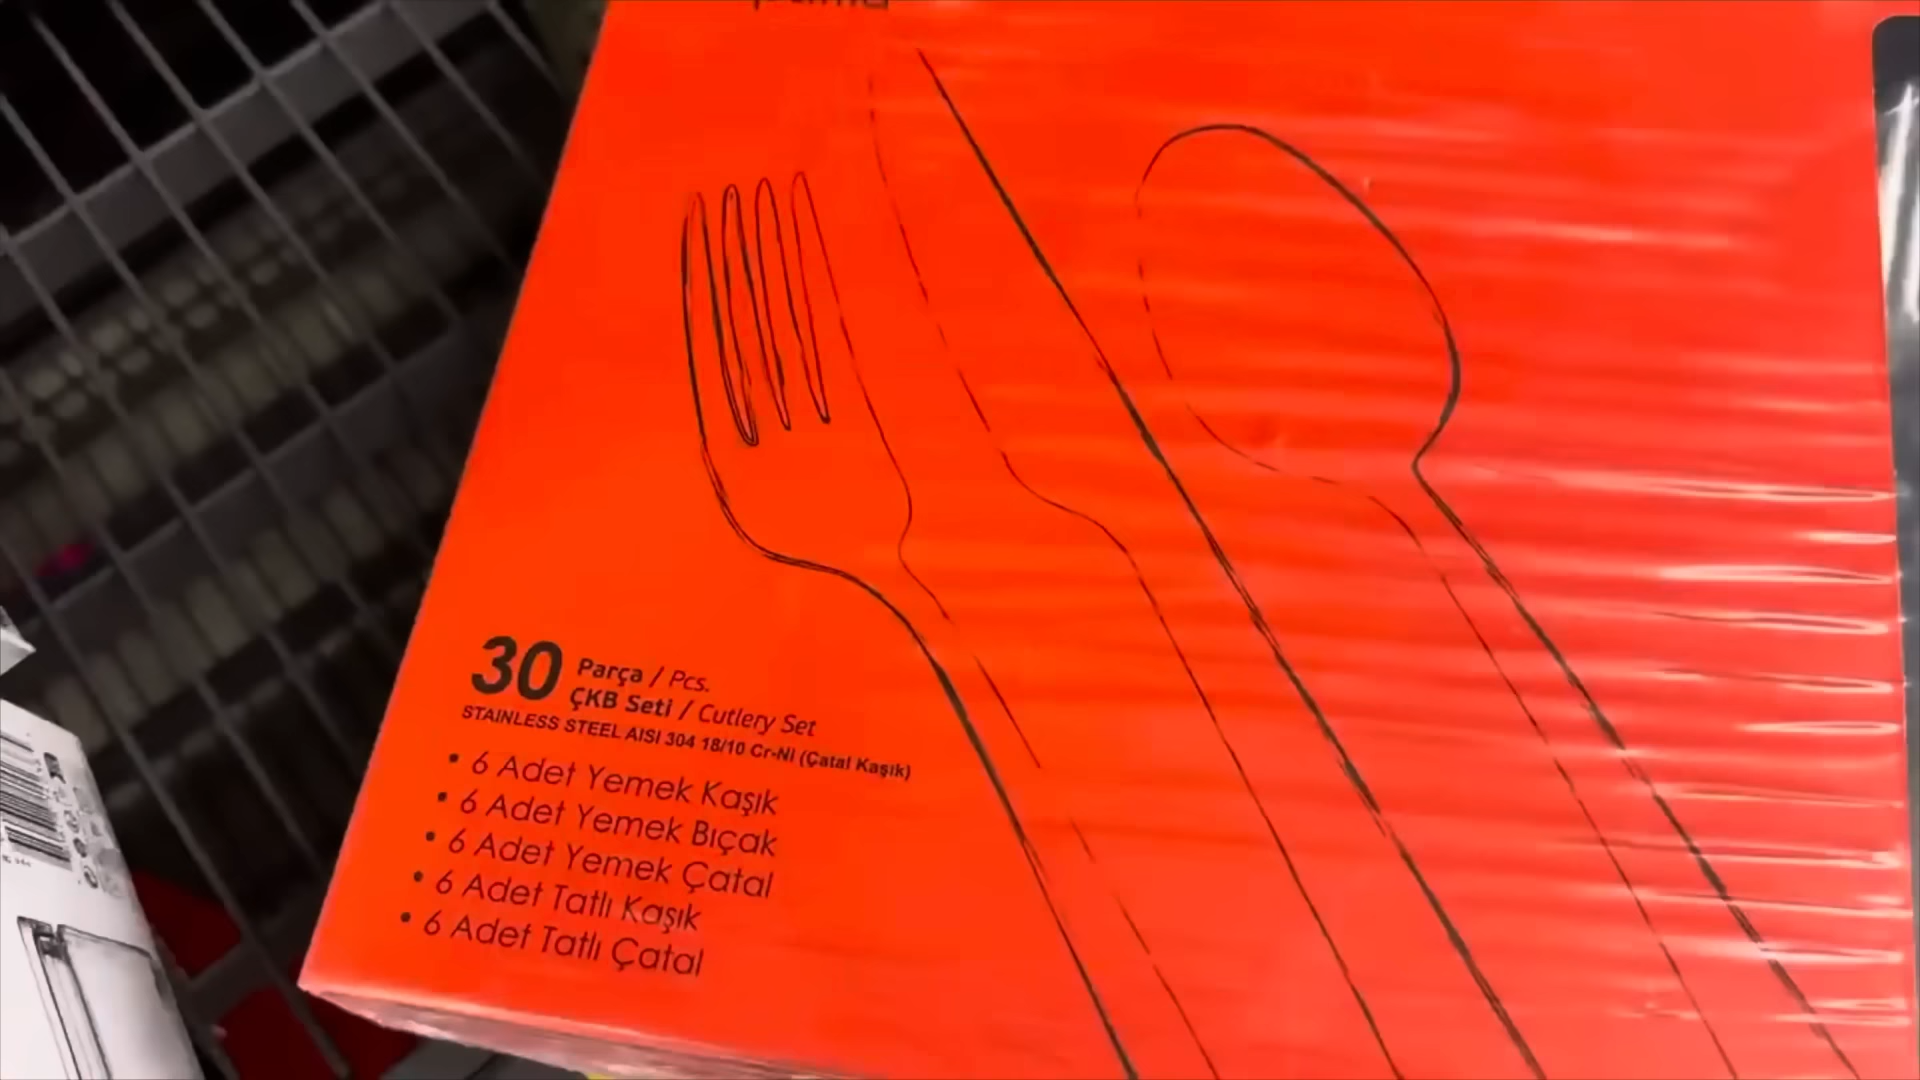 30 Parça / Pcs.
ÇKB Seti / Cutlery Set
STAINLESS STEEL AISI 304 18/10 Cr-Ni (Çatal Kaşık)
• 6 Adet Yemek Kaşık
• 6 Adet Yemek Bıçak
• 6 Adet Yemek Çatal
• 6 Adet Tatlı Kaşık
• 6 Adet Tatlı Çatal